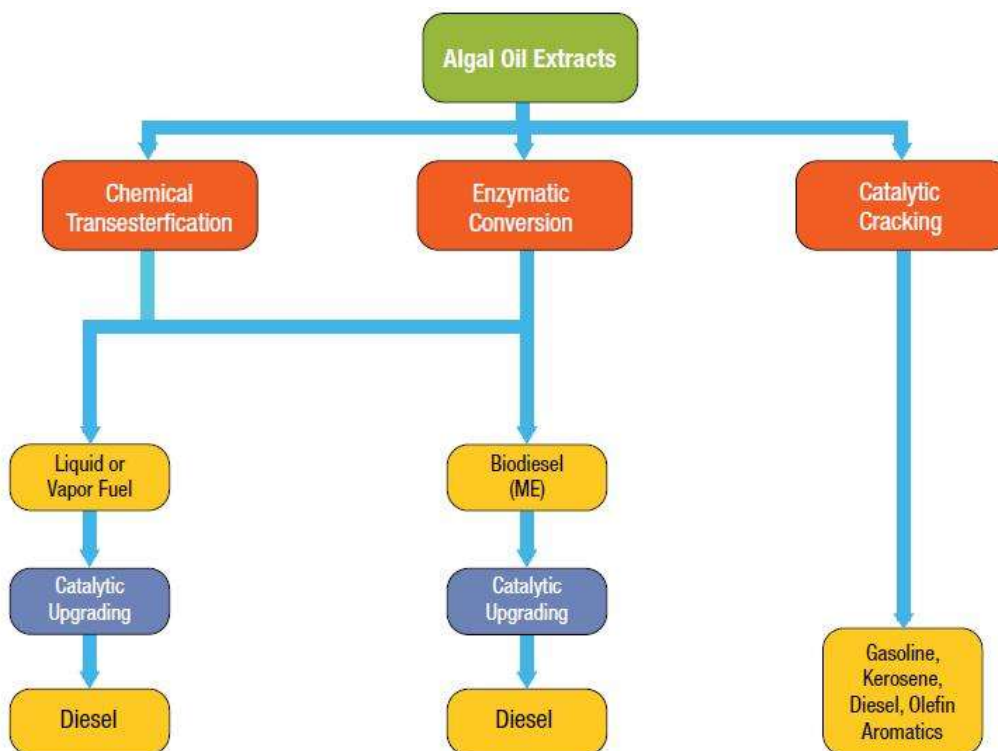 Algal Oil Extracts
Chemical
Transesterfication
Enzymatic
Conversion
Catalytic
Cracking
Liquid or
Vapor Fuel
Biodiesel
(ME)
Catalytic
Upgrading
Catalytic
Upgrading
Gasoline,
Kerosene,
Diesel, Olefin
Aromatics
Diesel
Diesel